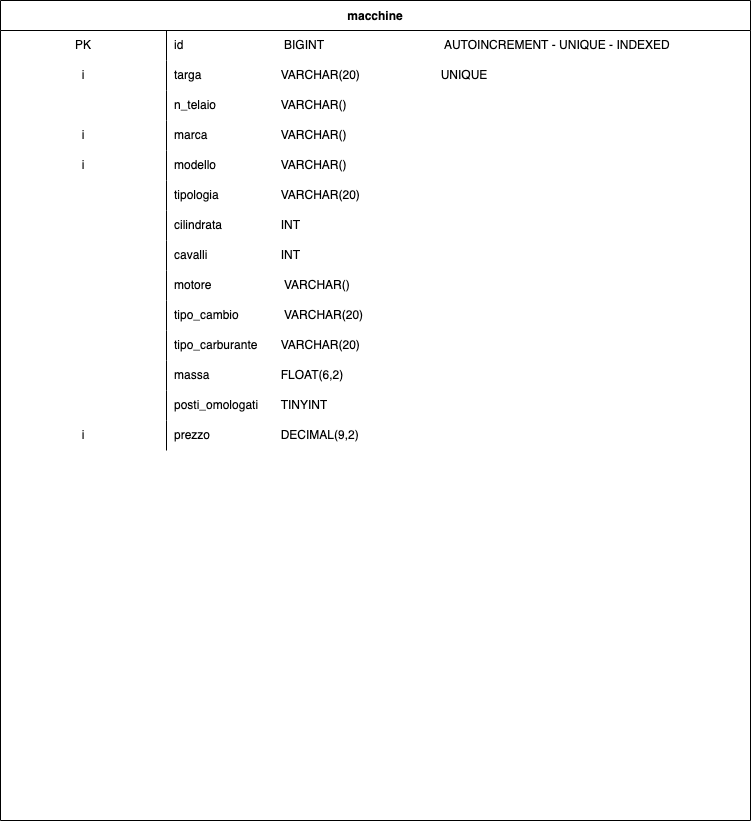 macchine
PK id BIGINT AUTOINCREMENT - UNIQUE - INDEXED
i targa VARCHAR(20) UNIQUE
n_telaio VARCHAR()
i marca VARCHAR()
i modello VARCHAR()
tipologia VARCHAR(20)
cilindrata INT
cavalli INT
motore VARCHAR()
tipo_cambio VARCHAR(20)
tipo_carburante VARCHAR(20)
massa FLOAT(6,2)
posti_omologati TINYINT
i prezzo DECIMAL(9,2)